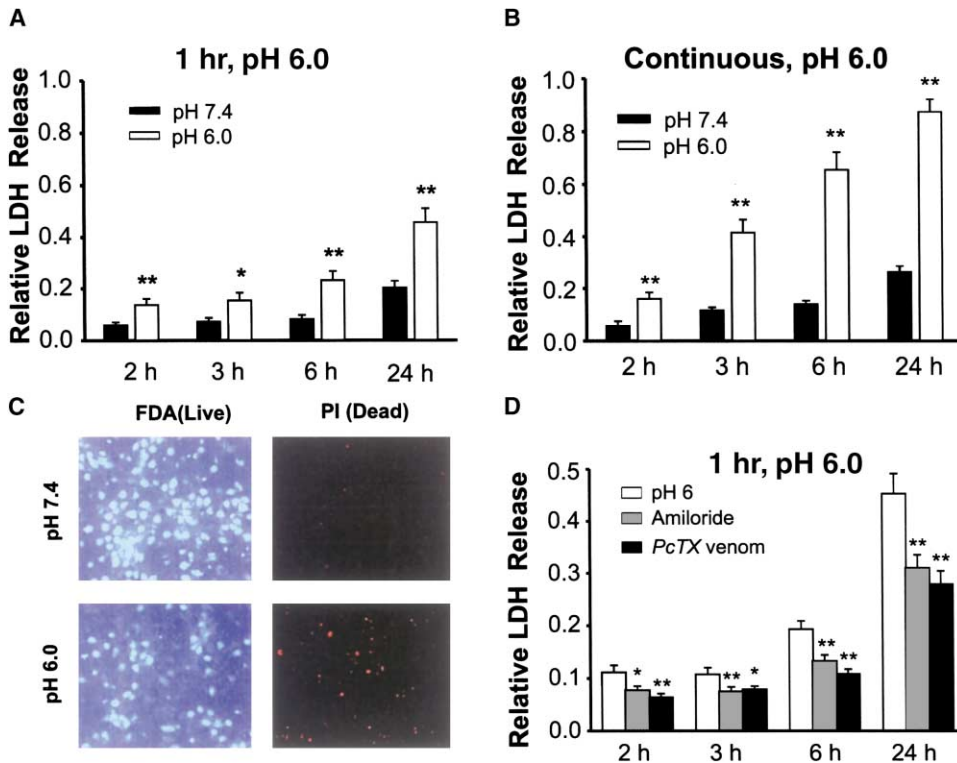 A
1 hr, pH 6.0
Relative LDH Release
1.0
0.8
0.6
0.4
0.2
0.0
pH 7.4
pH 6.0
**
*
**
**
2 h
3 h
6 h
24 h
B
Continuous, pH 6.0
Relative LDH Release
1.0
0.8
0.6
0.4
0.2
0.0
pH 7.4
pH 6.0
**
**
**
**
2 h
3 h
6 h
24 h
C
FDA(Live)
PI (Dead)
pH 7.4
pH 6.0
D
1 hr, pH 6.0
Relative LDH Release
0.5
0.4
0.3
0.2
0.1
0.0
pH 6
Amiloride
PcTX venom
*
**
**
*
**
**
**
**
2 h
3 h
6 h
24 h